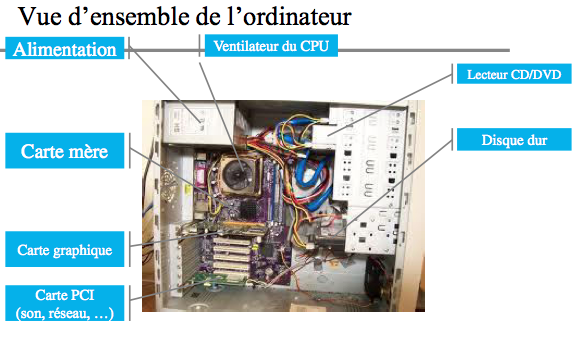 Vue d’ensemble de l’ordinateur
Alimentation
Ventilateur du CPU
Lecteur CD/DVD
Carte mère
Disque dur
Carte graphique
Carte PCI
(son, réseau, …)